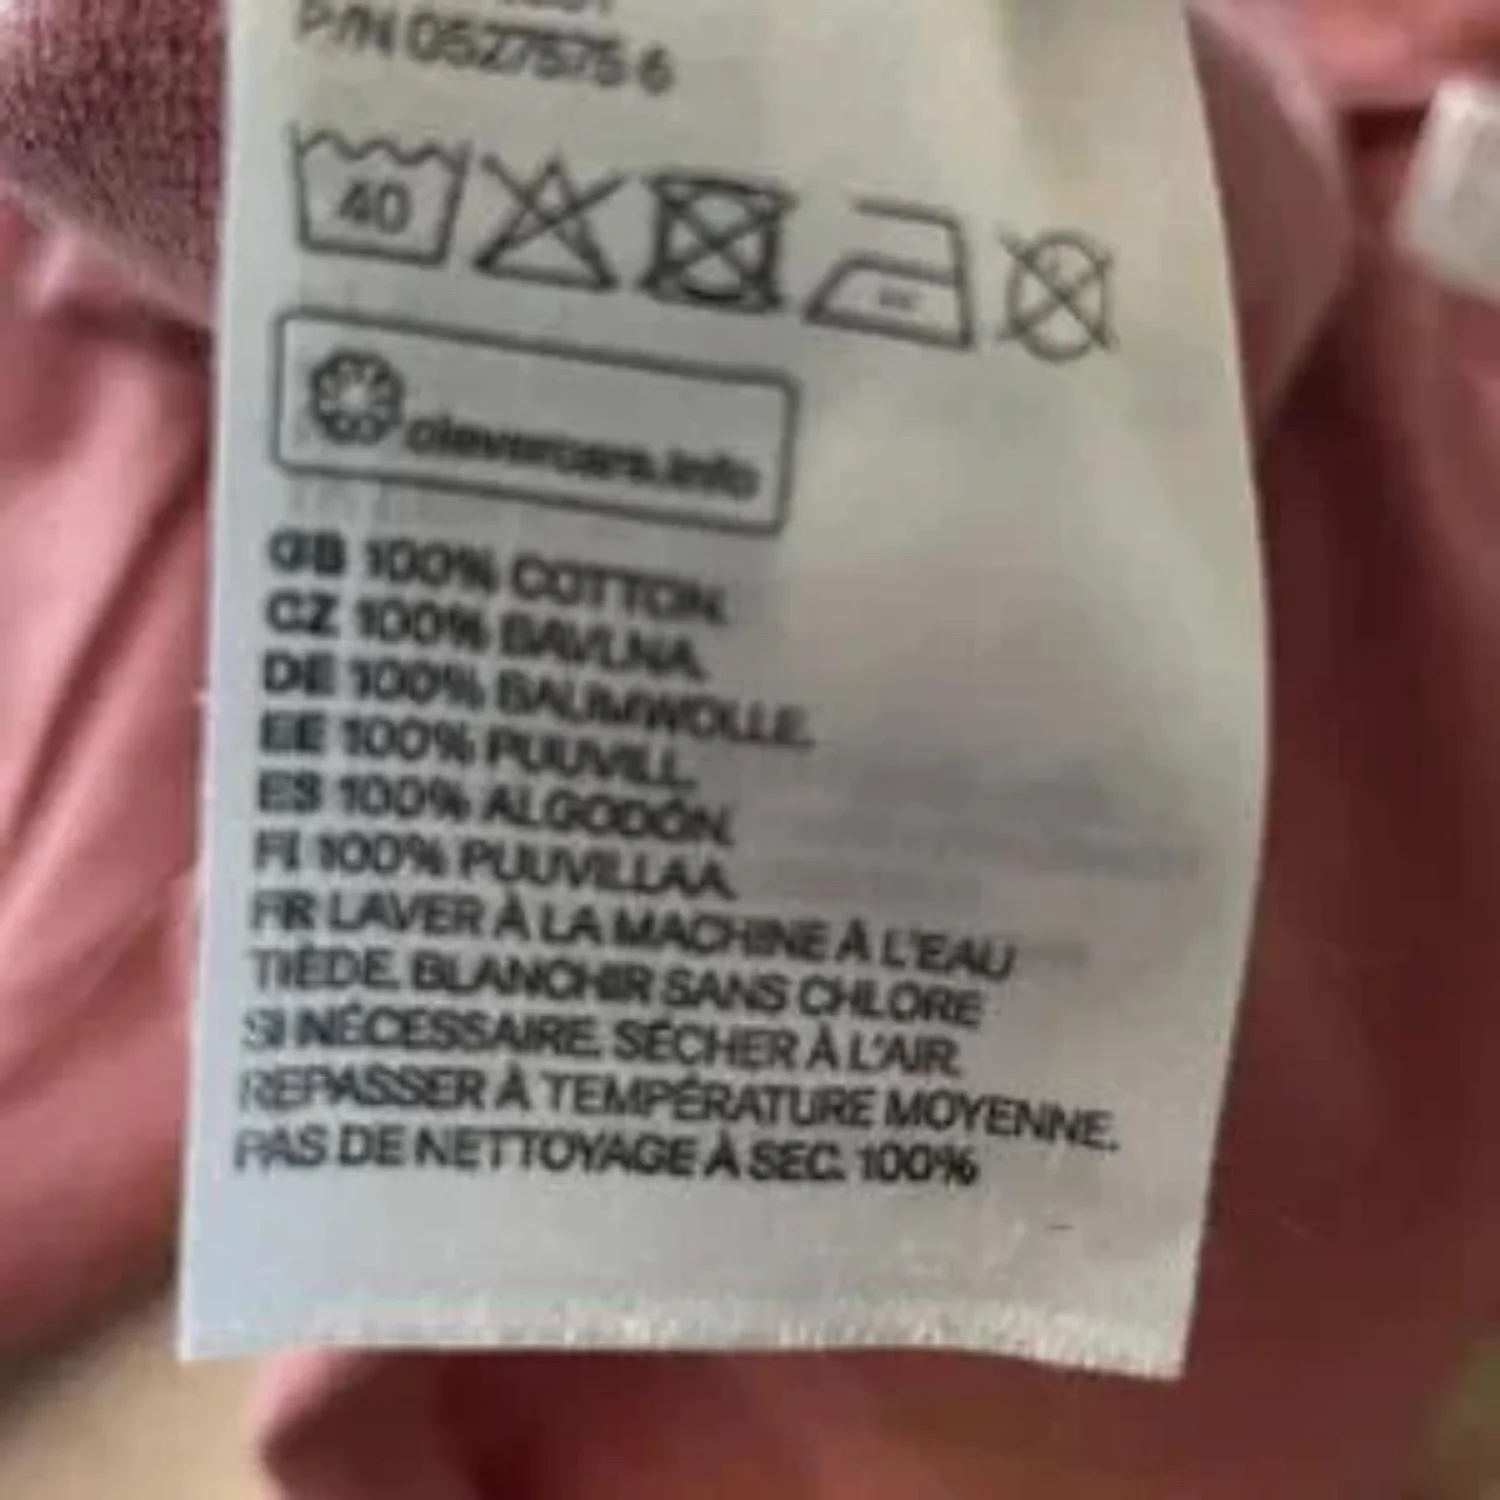 P/N 0527575 6
40
clevercare.info
GB 100% COTTON.
CZ 100% BAVLNA.
DE 100% BAUMWOLLE.
EE 100% PUUVILL.
ES 100% ALGODÓN.
FI 100% PUUVILLAA.
FR LAVER À LA MACHINE À L'EAU
TIÈDE. BLANCHIR SANS CHLORE
SI NÉCESSAIRE. SÉCHER À L'AIR.
REPASSER À TEMPÉRATURE MOYENNE.
PAS DE NETTOYAGE À SEC. 100%